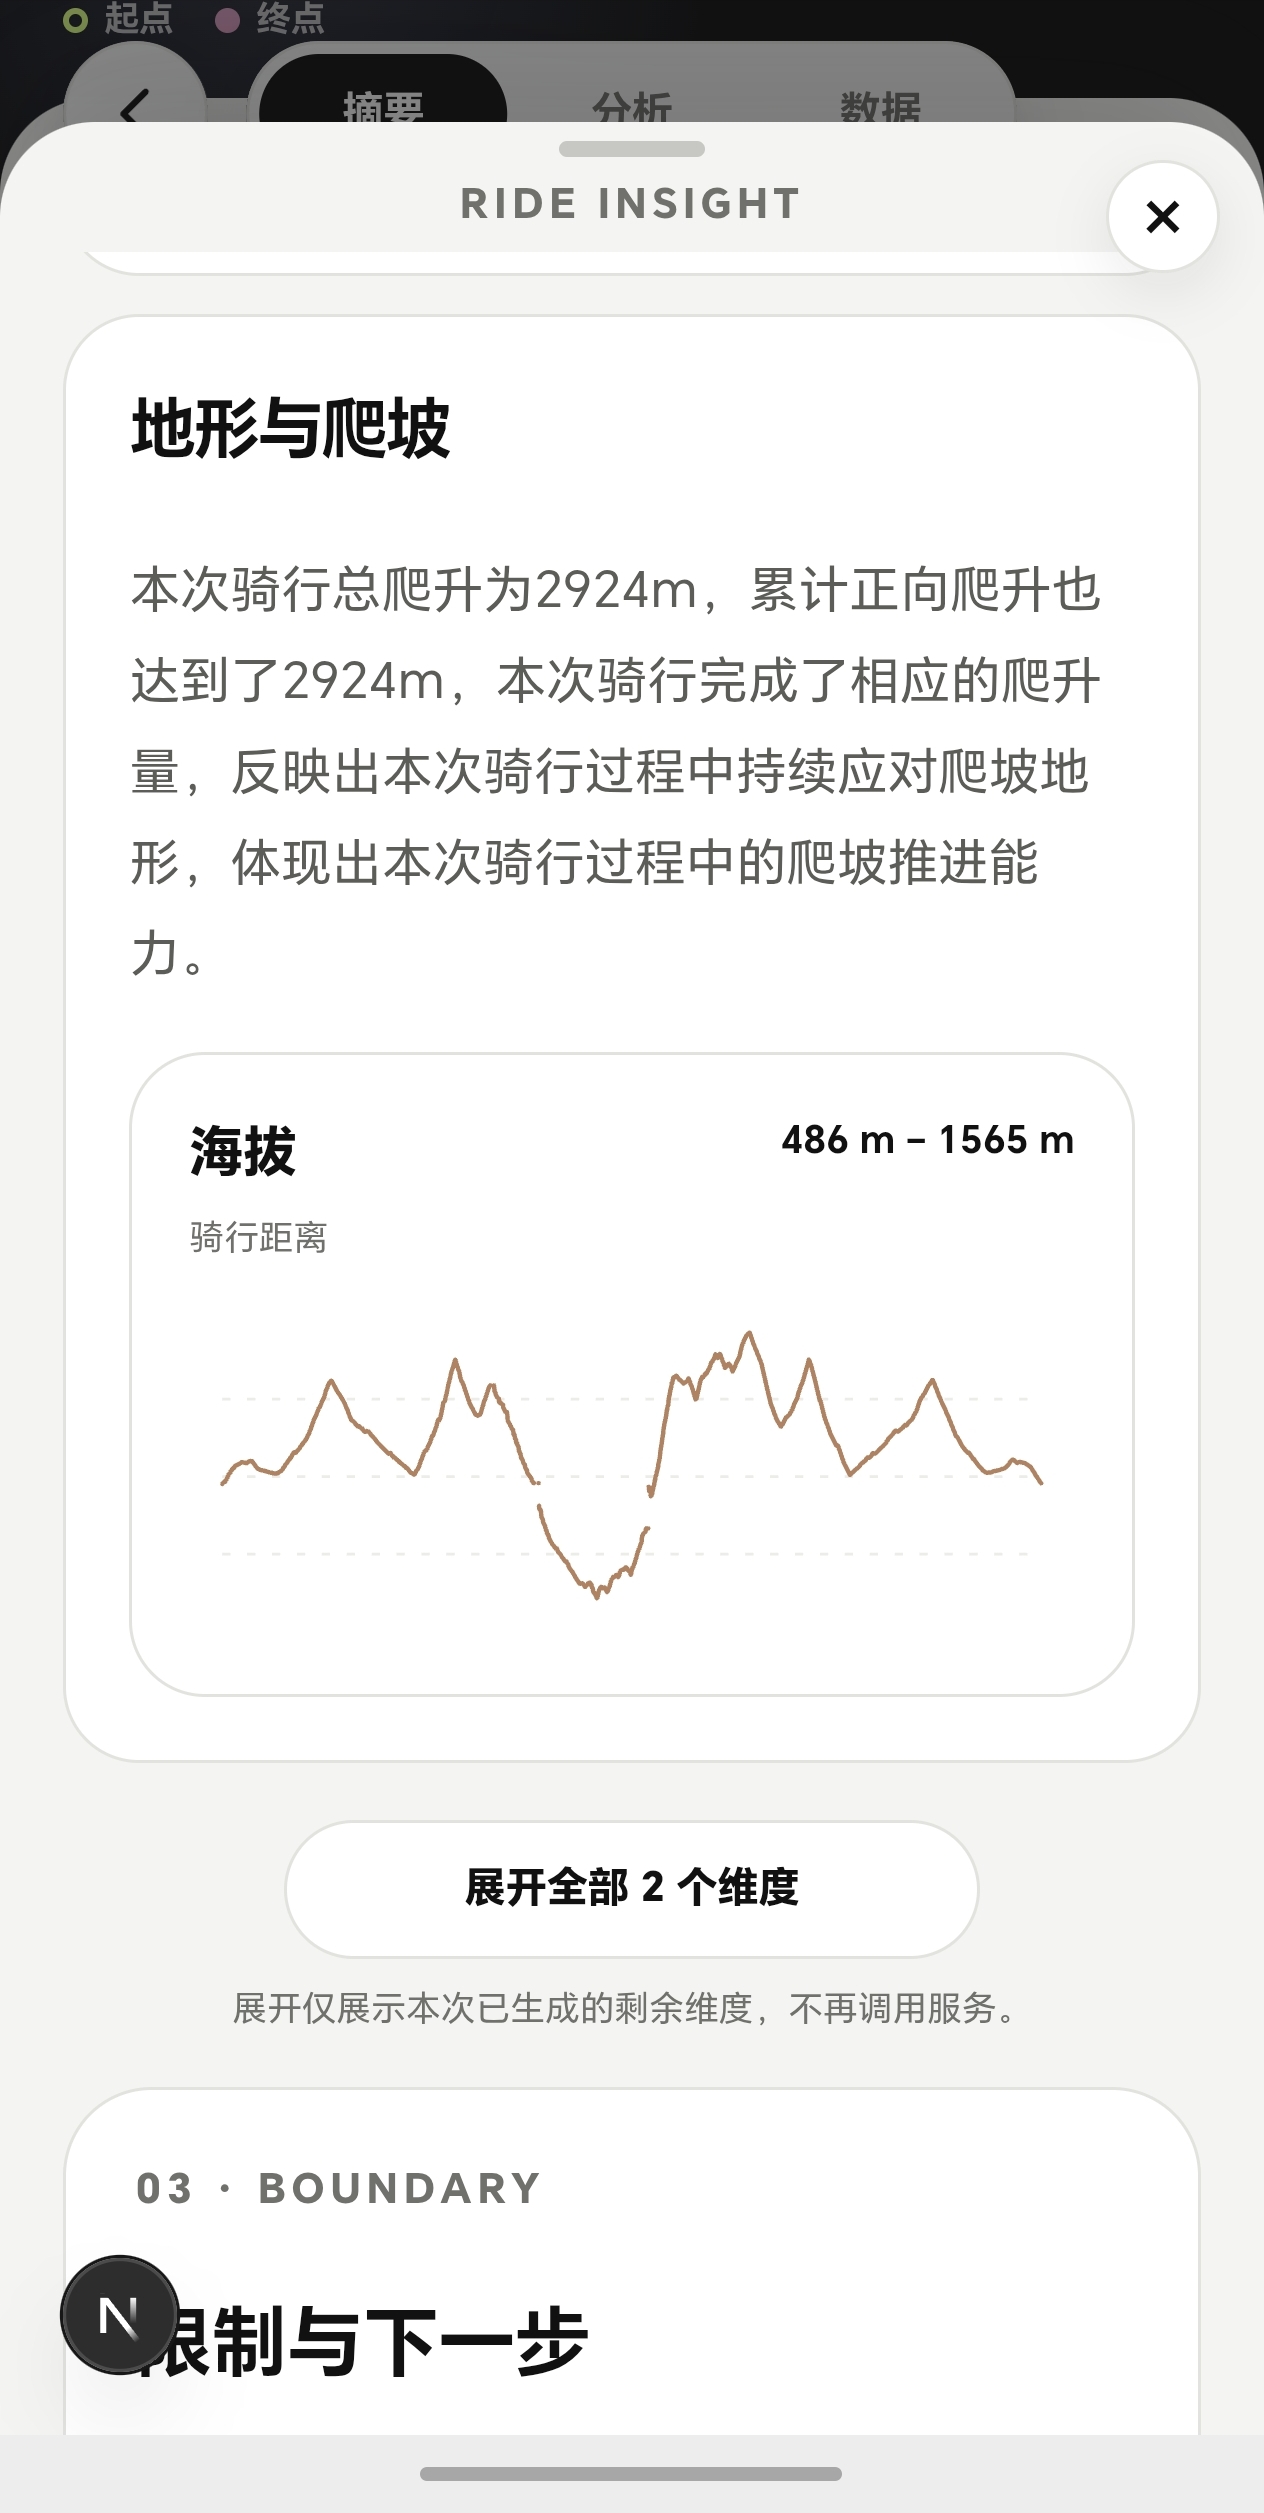 起点 终点
摘要 分析 数据
RIDE INSIGHT
地形与爬坡
本次骑行总爬升为2924m，累计正向爬升也
达到了2924m，本次骑行完成了相应的爬升
量，反映出本次骑行过程中持续应对爬坡地
形，体现出本次骑行过程中的爬坡推进能
力。
海拔
486 m – 1565 m
骑行距离
展开全部 2 个维度
展开仅展示本次已生成的剩余维度，不再调用服务。
03 · BOUNDARY
N
限制与下一步